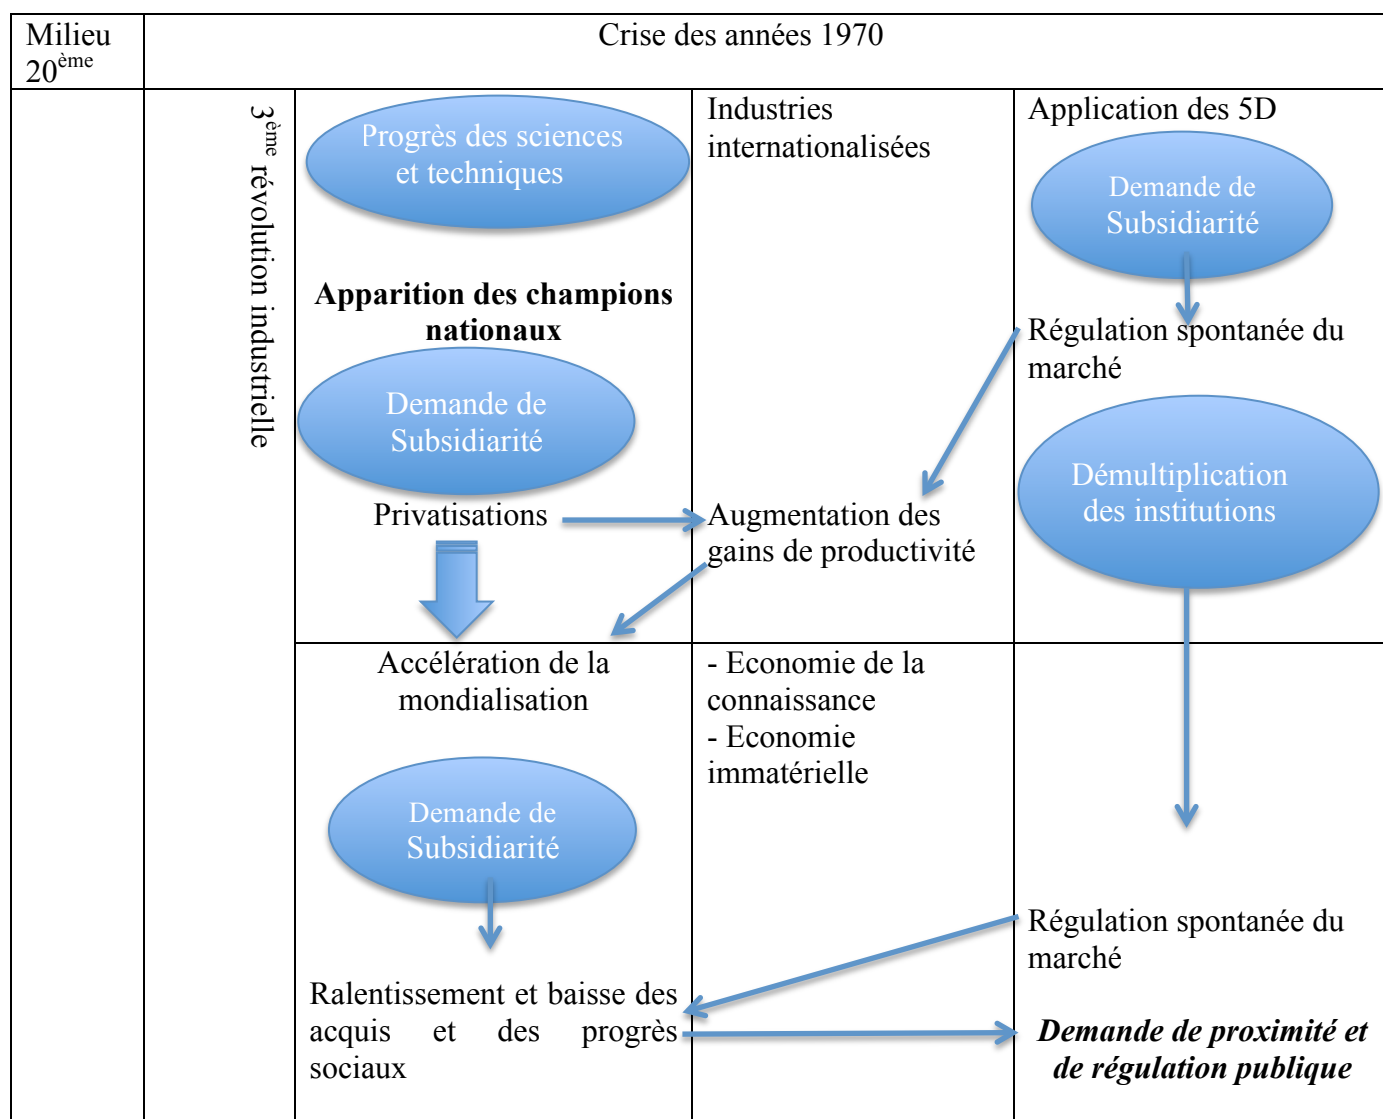 Milieu
20ème
Crise des années 1970
3ème révolution industrielle
Progrès des sciences
et techniques
Apparition des champions
nationaux
Demande de
Subsidiarité
Privatisations
Industries
internationalisées
Augmentation des
gains de productivité
Application des 5D
Demande de
Subsidiarité
Régulation spontanée du
marché
Démultiplication
des institutions
Accélération de la
mondialisation
Demande de
Subsidiarité
Ralentissement et baisse des
acquis et des progrès
sociaux
- Economie de la
connaissance
- Economie
immatérielle
Régulation spontanée du
marché
Demande de proximité et
de régulation publique